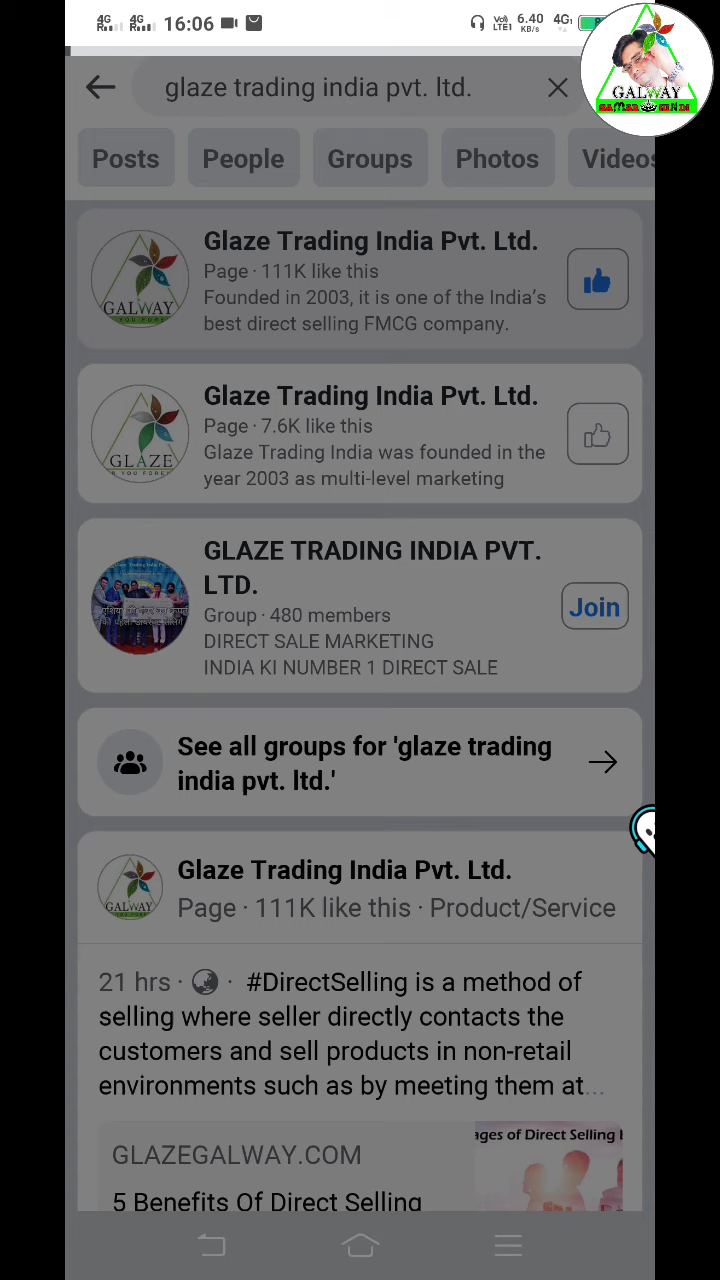 4G 4G 16:06 Vo) LTE1 6.40 KB/s 4G
glaze trading india pvt. ltd.
GALWAY
Posts People Groups Photos Videos
Glaze Trading India Pvt. Ltd.
Page · 111K like this
Founded in 2003, it is one of the India's
best direct selling FMCG company.
GALWAY
Glaze Trading India Pvt. Ltd.
Page · 7.6K like this
Glaze Trading India was founded in the
year 2003 as multi-level marketing
GLAZE
GLAZE TRADING INDIA PVT.
LTD.
Group · 480 members
DIRECT SALE MARKETING
INDIA KI NUMBER 1 DIRECT SALE
Join
See all groups for 'glaze trading
india pvt. ltd.'
Glaze Trading India Pvt. Ltd.
Page · 111K like this · Product/Service
GALWAY
21 hrs · #DirectSelling is a method of
selling where seller directly contacts the
customers and sell products in non-retail
environments such as by meeting them at...
GLAZEGALWAY.COM
5 Benefits Of Direct Selling
ages of Direct Selling